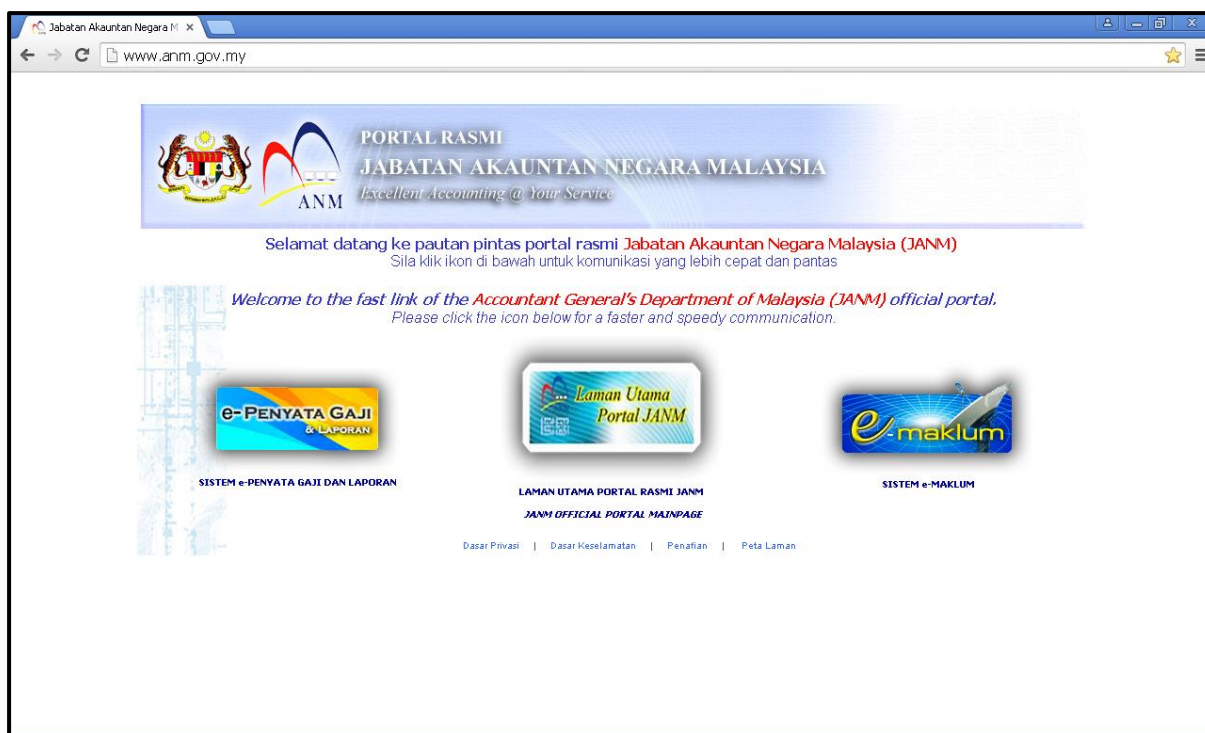 Jabatan Akauntan Negara M
www.anm.gov.my
PORTAL RASMI
JABATAN AKAUNTAN NEGARA MALAYSIA
Excellent Accounting @ Your Service
ANM
Selamat datang ke pautan pintas portal rasmi Jabatan Akauntan Negara Malaysia (JANM)
Sila klik ikon di bawah untuk komunikasi yang lebih cepat dan pantas
Welcome to the fast link of the Accountant General's Department of Malaysia (JANM) official portal.
Please click the icon below for a faster and speedy communication.
e-PENYATA GAJI
& LAPORAN
Laman Utama
Portal JANM
e-maklum
SISTEM e-PENYATA GAJI DAN LAPORAN
LAMAN UTAMA PORTAL RASMI JANM
JANM OFFICIAL PORTAL MAINPAGE
SISTEM e-MAKLUM
Dasar Privasi | Dasar Keselamatan | Penafian | Peta Laman